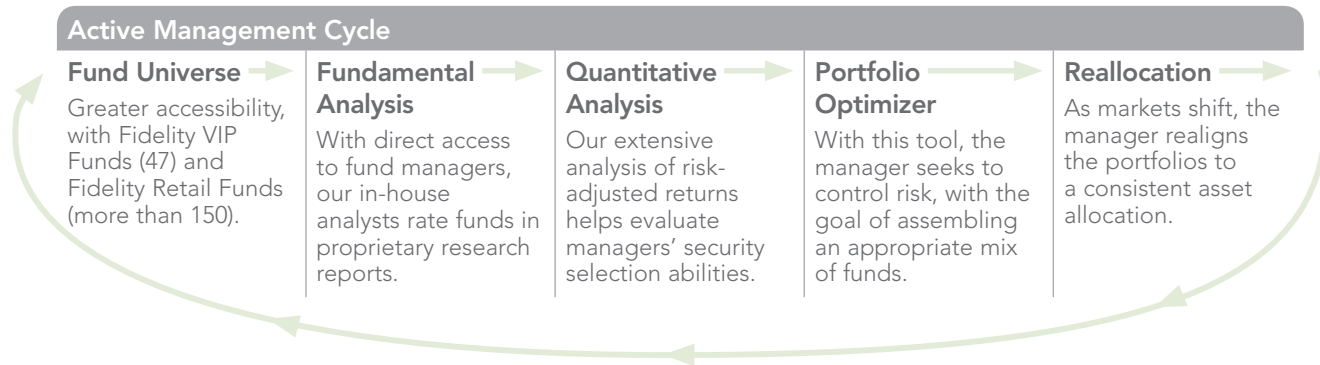 Active Management Cycle
Fund Universe
Greater accessibility,
with Fidelity VIP
Funds (47) and
Fidelity Retail Funds
(more than 150).
Fundamental
Analysis
With direct access
to fund managers,
our in-house
analysts rate funds in
proprietary research
reports.
Quantitative
Analysis
Our extensive
analysis of risk-
adjusted returns
helps evaluate
managers’ security
selection abilities.
Portfolio
Optimizer
With this tool, the
manager seeks to
control risk, with the
goal of assembling
an appropriate mix
of funds.
Reallocation
As markets shift, the
manager realigns
the portfolios to
a consistent asset
allocation.